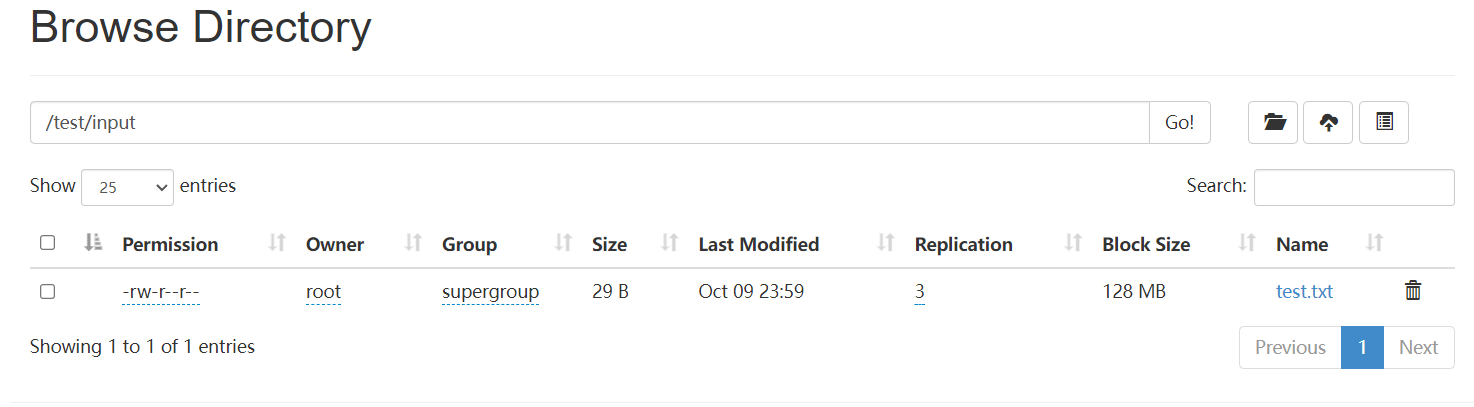 Browse Directory
/test/input Go!
Show 25 entries Search:
Permission Owner Group Size Last Modified Replication Block Size Name
-rw-r--r-- root supergroup 29 B Oct 09 23:59 3 128 MB test.txt
Showing 1 to 1 of 1 entries Previous 1 Next